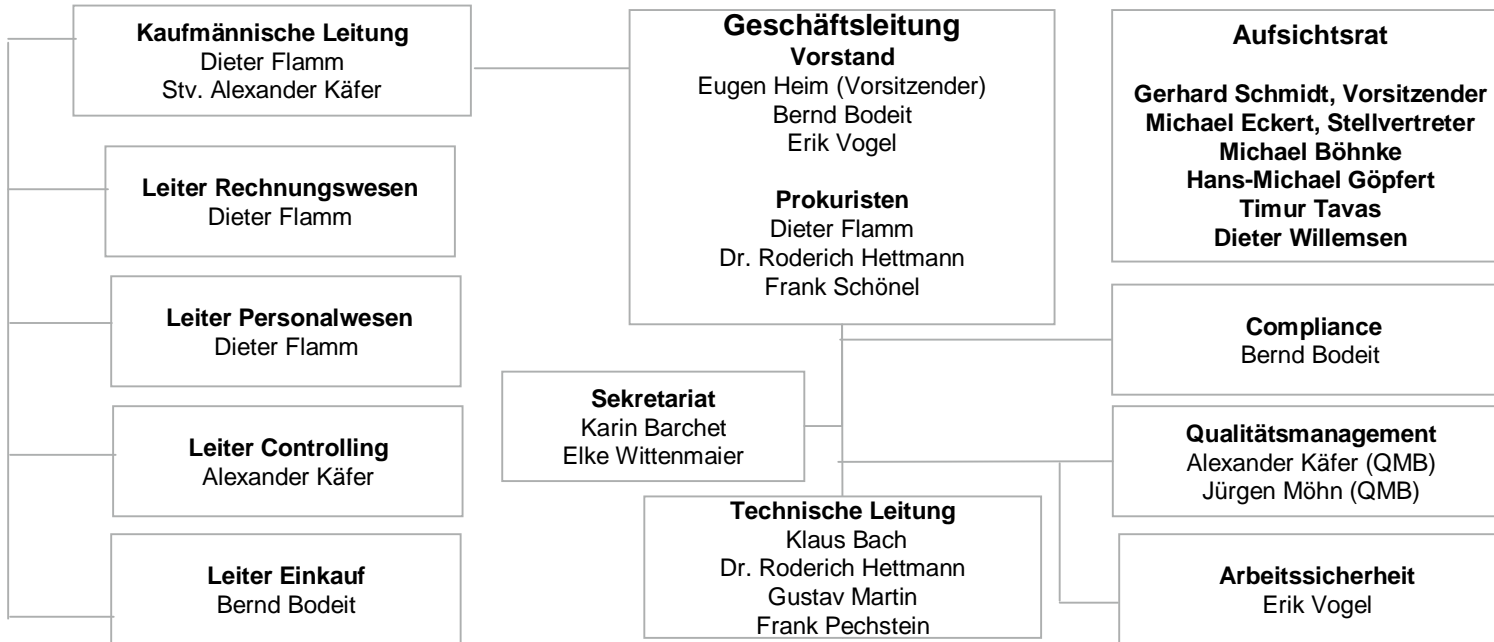 Kaufmännische Leitung
Dieter Flamm
Stv. Alexander Käfer
Leiter Rechnungswesen
Dieter Flamm
Leiter Personalwesen
Dieter Flamm
Leiter Controlling
Alexander Käfer
Leiter Einkauf
Bernd Bodeit
Geschäftsleitung
Vorstand
Eugen Heim (Vorsitzender)
Bernd Bodeit
Erik Vogel
Prokuristen
Dieter Flamm
Dr. Roderich Hettmann
Frank Schönel
Sekretariat
Karin Barchet
Elke Wittenmaier
Technische Leitung
Klaus Bach
Dr. Roderich Hettmann
Gustav Martin
Frank Pechstein
Aufsichtsrat
Gerhard Schmidt, Vorsitzender
Michael Eckert, Stellvertreter
Michael Böhnke
Hans-Michael Göpfert
Timur Tavas
Dieter Willemsen
Compliance
Bernd Bodeit
Qualitätsmanagement
Alexander Käfer (QMB)
Jürgen Möhn (QMB)
Arbeitssicherheit
Erik Vogel